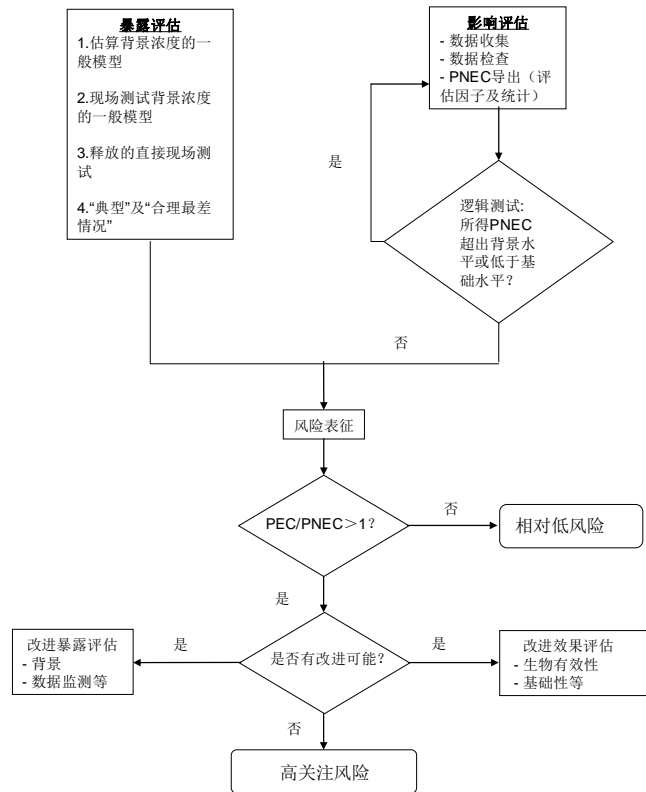 暴露评估
1.估算背景浓度的一
般模型
2.现场测试背景浓度
的一般模型
3.释放的直接现场测
试
4.“典型”及“合理最差
情况”
影响评估
- 数据收集
- 数据检查
- PNEC导出（评
估因子及统计）
是
逻辑测试:
所得PNEC
超出背景水
平或低于基
础水平？
否
风险表征
PEC/PNEC＞1？
否
相对低风险
是
改进暴露评估
- 背景
- 数据监测等
是
是否有改进可能？
是
改进效果评估
- 生物有效性
- 基础性等
否
高关注风险